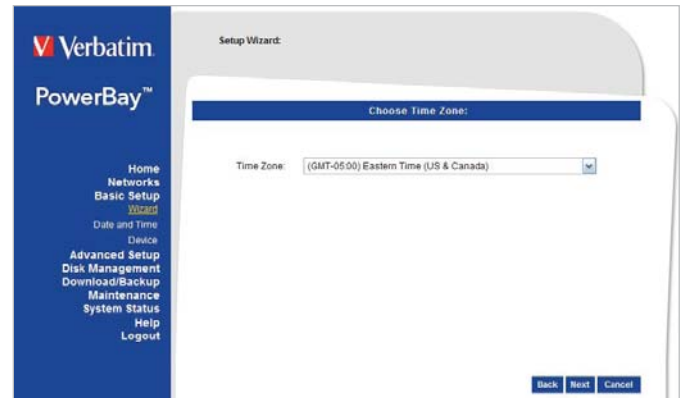 Verbatim.
PowerBay™
Home
Networks
Basic Setup
Wizard
Date and Time
Device
Advanced Setup
Disk Management
Download/Backup
Maintenance
System Status
Help
Logout
Setup Wizard:
Choose Time Zone:
Time Zone: (GMT-05:00) Eastern Time (US & Canada)
Back Next Cancel